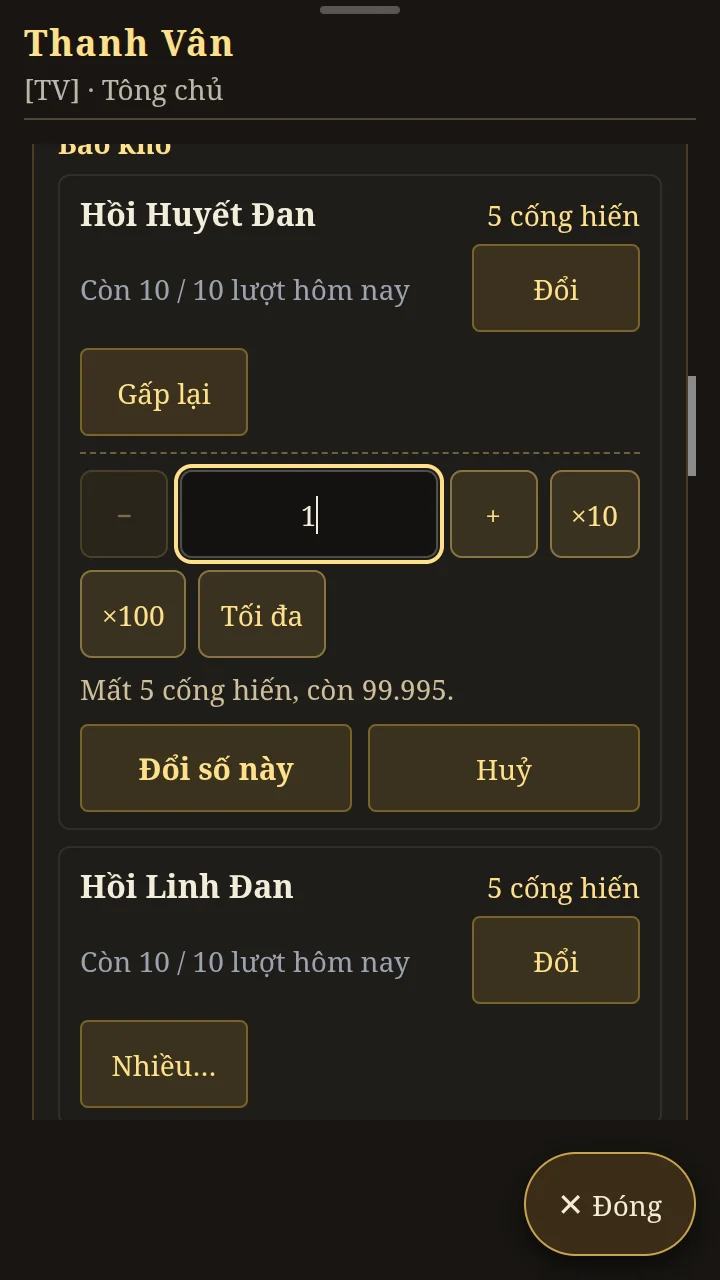 Thanh Vân
[TV] · Tông chủ
Bảo khố
Hồi Huyết Đan
5 cống hiến
Còn 10 / 10 lượt hôm nay
Đổi
Gấp lại
− 1 + ×10
×100 Tối đa
Mất 5 cống hiến, còn 99.995.
Đổi số này Huỷ
Hồi Linh Đan
5 cống hiến
Còn 10 / 10 lượt hôm nay
Đổi
Nhiều...
✕ Đóng